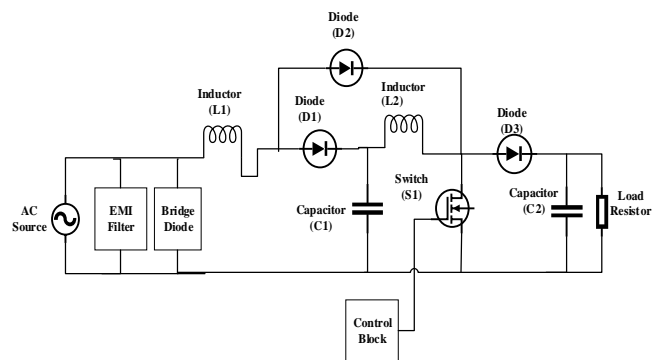 Diode
(D2)
Inductor
(L1)
Diode
(D1)
Inductor
(L2)
Diode
(D3)
Switch
(S1)
AC
Source
EMI
Filter
Bridge
Diode
Capacitor
(C1)
Capacitor
(C2)
Load
Resistor
Control
Block